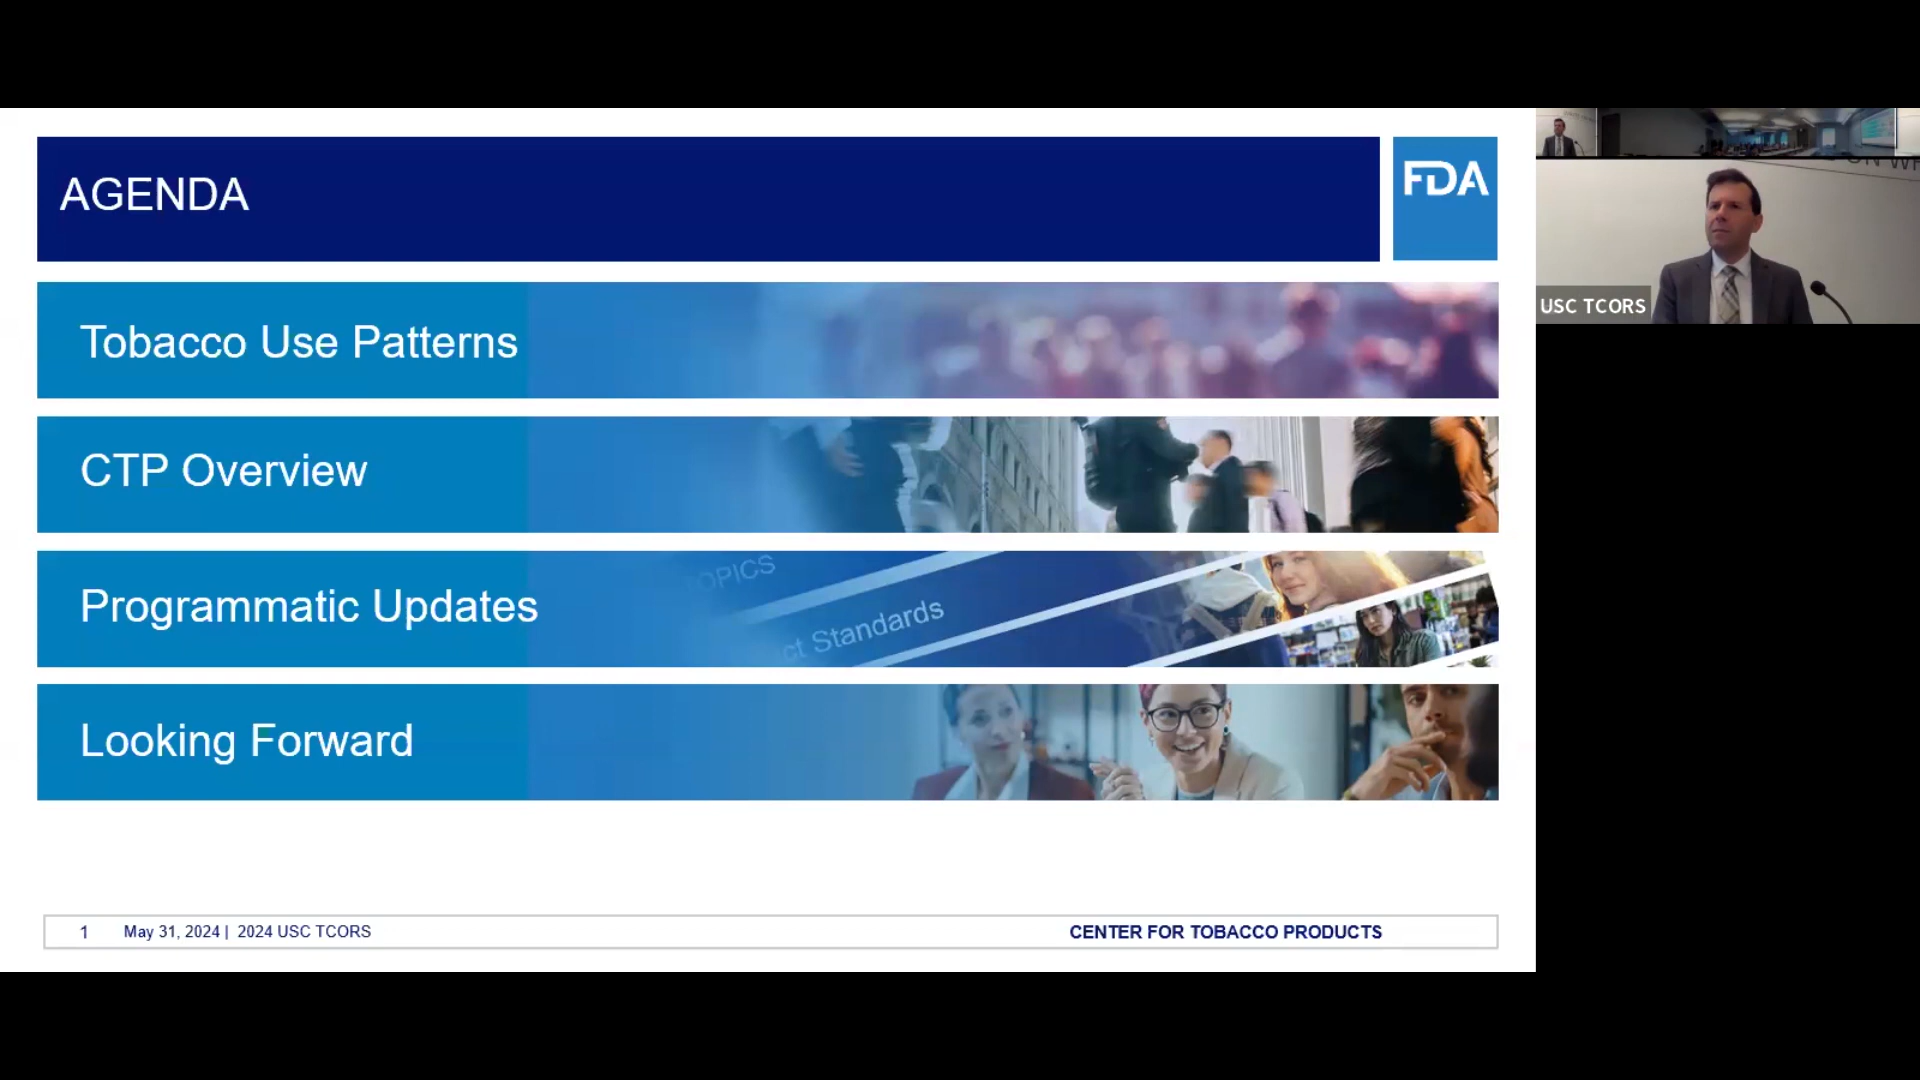 AGENDA
FDA
Tobacco Use Patterns
CTP Overview
Programmatic Updates
OPICS
ct Standards
Looking Forward
1 May 31, 2024 | 2024 USC TCORS
CENTER FOR TOBACCO PRODUCTS
USC TCORS